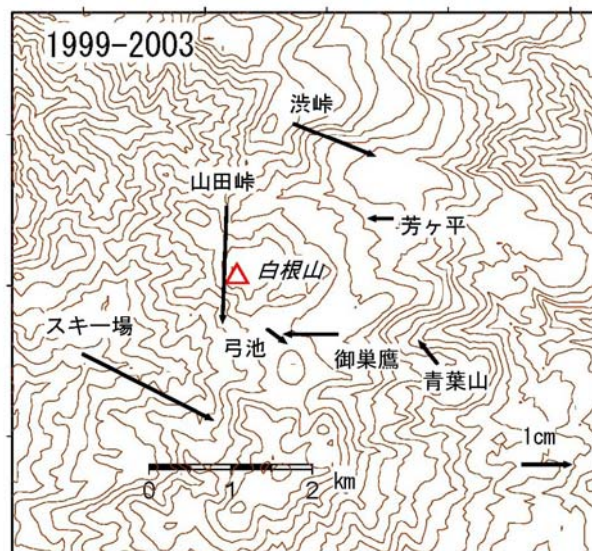 1999-2003
渋峠
山田峠
芳ヶ平
白根山
スキー場
弓池
御巣鷹
青葉山
1cm
0 1 2 km